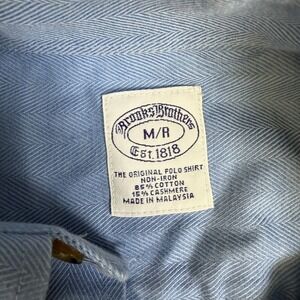 Brooks Brothers
M/R
Est. 1818
THE ORIGINAL POLO SHIRT
NON-IRON
85% COTTON
15% CASHMERE
MADE IN MALAYSIA